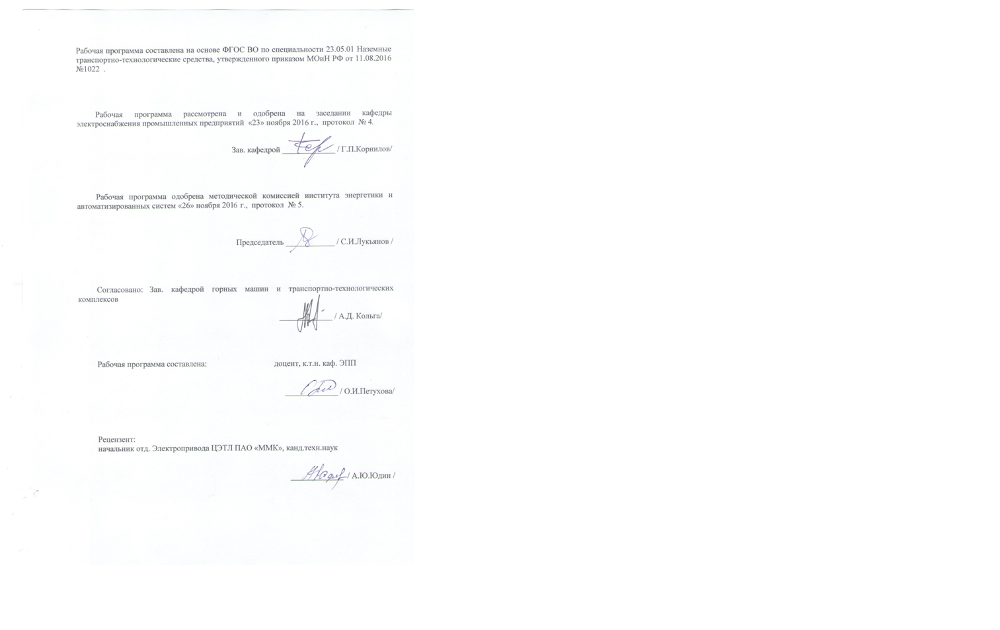 Рабочая программа составлена на основе ФГОС ВО по специальности 23.05.01 Наземные
транспортно-технологические средства, утвержденного приказом МОиН РФ от 11.08.2016
№1022 .
Рабочая программа рассмотрена и одобрена на заседании кафедры
электроснабжения промышленных предприятий «23» ноября 2016 г., протокол № 4.
Зав. кафедрой / Г.П.Корнилов/
Рабочая программа одобрена методической комиссией института энергетики и
автоматизированных систем «26» ноября 2016 г., протокол № 5.
Председатель / С.И.Лукьянов /
Согласовано: Зав. кафедрой горных машин и транспортно-технологических
комплексов
/ А.Д. Кольга/
Рабочая программа составлена: доцент, к.т.н. каф. ЭПП
/ О.И.Петухова/
Рецензент:
начальник отд. Электропривода ЦЭТЛ ПАО «ММК», канд.техн.наук
/ А.Ю.Юдин /